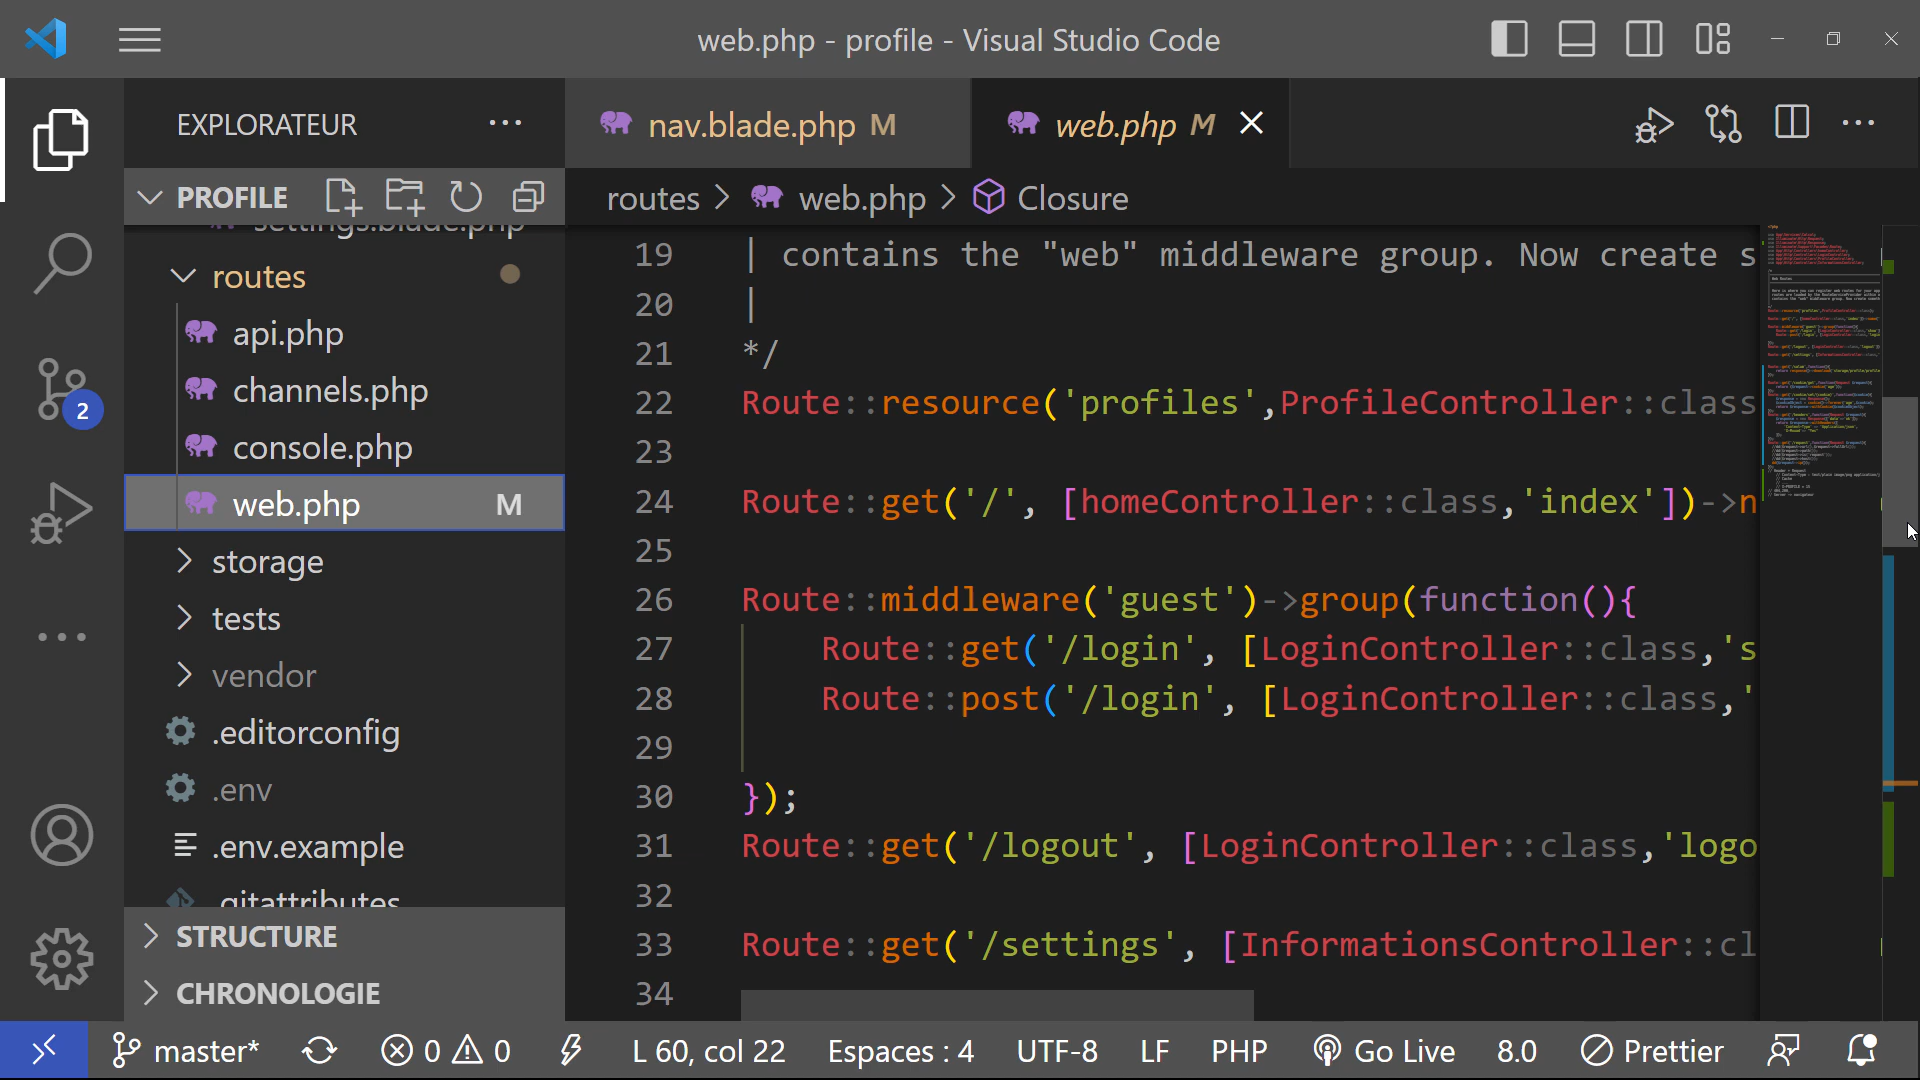 web.php - profile - Visual Studio Code
EXPLORATEUR
nav.blade.php M
web.php M
PROFILE
routes > web.php > Closure
settings.blade.php
routes
api.php
channels.php
console.php
web.php M
storage
tests
vendor
.editorconfig
.env
.env.example
.gitattributes
STRUCTURE
CHRONOLOGIE
2
19 | contains the "web" middleware group. Now create s
20 |
21 */
22 Route::resource('profiles',ProfileController::class
23
24 Route::get('/', [homeController::class,'index'])->n
25
26 Route::middleware('guest')->group(function(){
27 Route::get('/login', [LoginController::class,'s
28 Route::post('/login', [LoginController::class,'
29
30 });
31 Route::get('/logout', [LoginController::class,'logo
32
33 Route::get('/settings', [InformationsController::cl
34
master* 0 0 L 60, col 22 Espaces : 4 UTF-8 LF PHP Go Live 8.0 Prettier